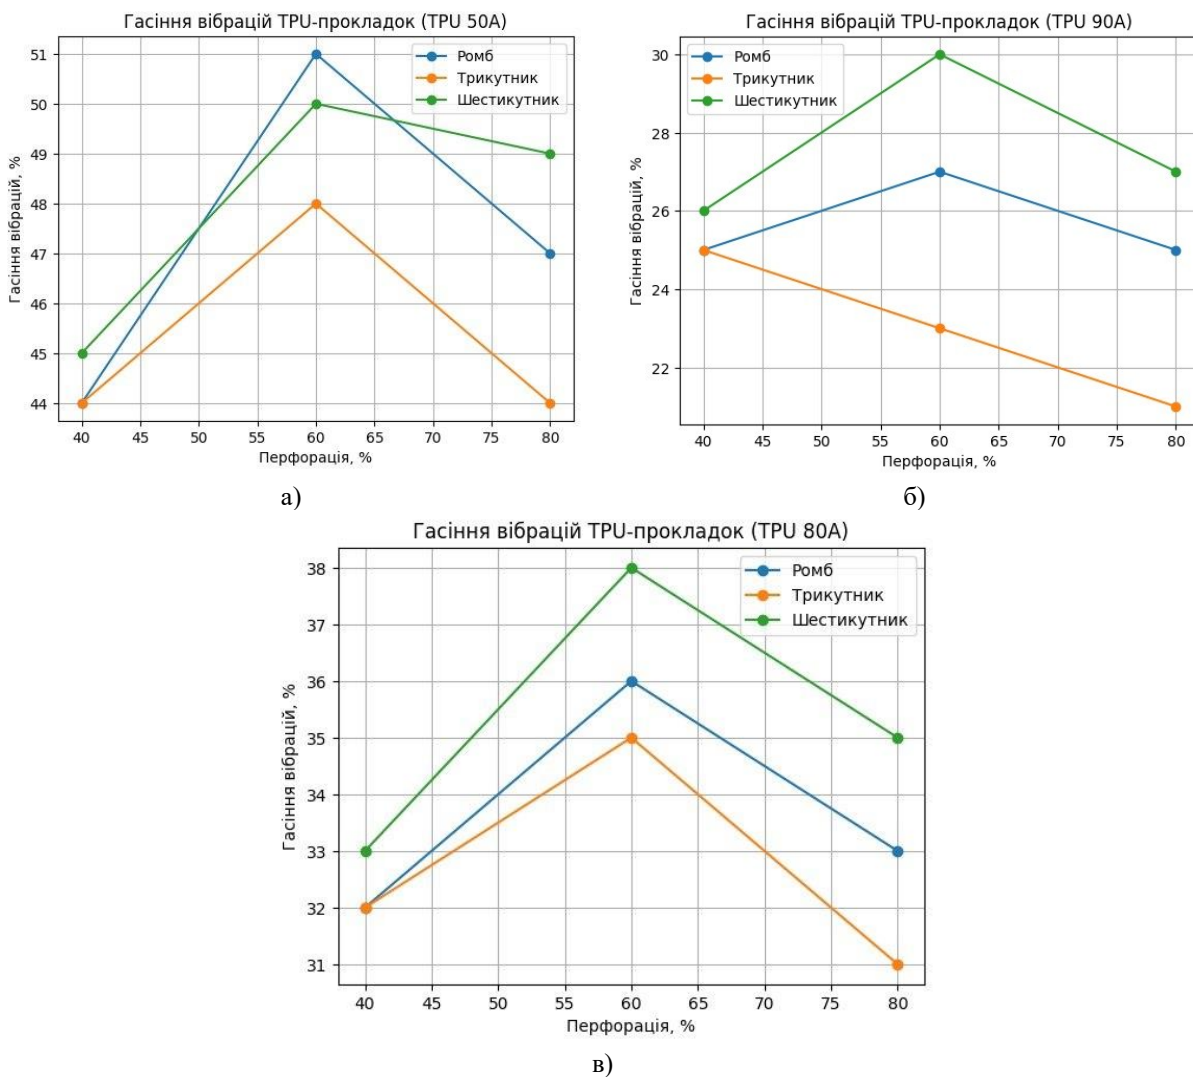 Гасіння вібрацій TPU-прокладок (TPU 50A)
51
50
49
48
47
46
45
44
Гасіння вібрацій, %
Ромб
Трикутник
Шестикутник
40 45 50 55 60 65 70 75 80
Перфорація, %
а)
Гасіння вібрацій TPU-прокладок (TPU 90A)
30
28
26
24
22
Гасіння вібрацій, %
Ромб
Трикутник
Шестикутник
40 45 50 55 60 65 70 75 80
Перфорація, %
б)
Гасіння вібрацій TPU-прокладок (TPU 80A)
38
37
36
35
34
33
32
31
Гасіння вібрацій, %
Ромб
Трикутник
Шестикутник
40 45 50 55 60 65 70 75 80
Перфорація, %
в)